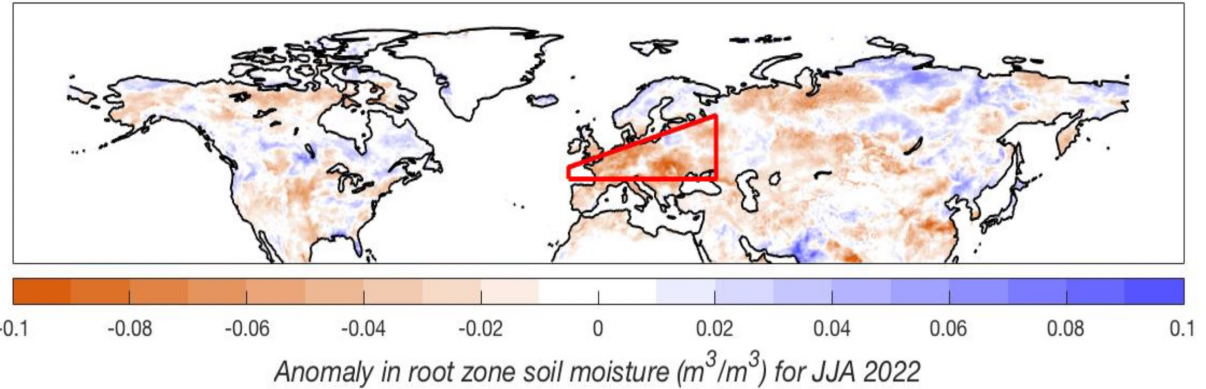 -0.1 -0.08 -0.06 -0.04 -0.02 0 0.02 0.04 0.06 0.08 0.1
Anomaly in root zone soil moisture (m³/m³) for JJA 2022